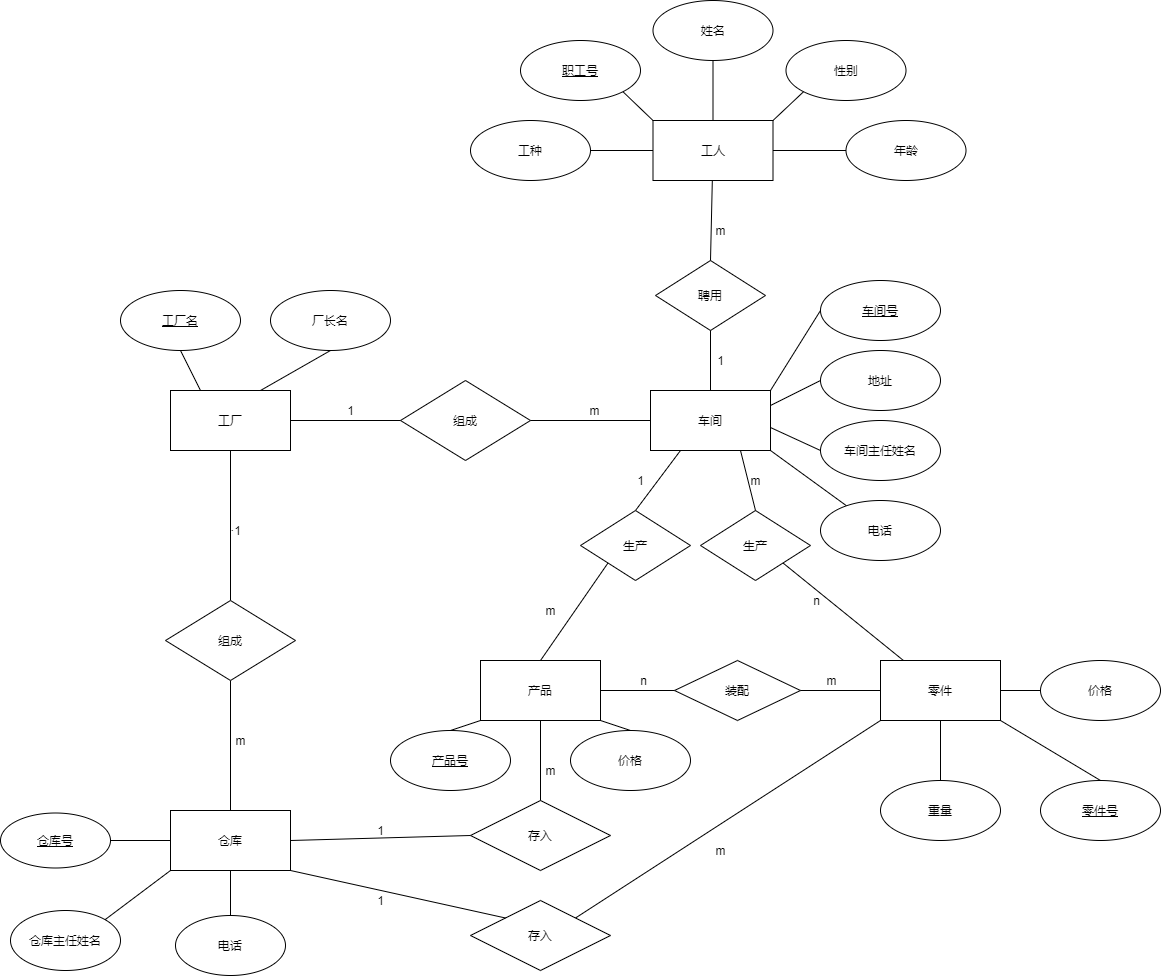 姓名
职工号
性别
工种
工人
年龄
m
聘用
工厂名
厂长名
车间号
1
地址
工厂
1
组成
m
车间
车间主任姓名
1
m
电话
1
生产
生产
n
m
组成
产品
n
装配
m
零件
价格
m
产品号
价格
m
重量
零件号
仓库号
仓库
1
存入
m
1
仓库主任姓名
电话
存入